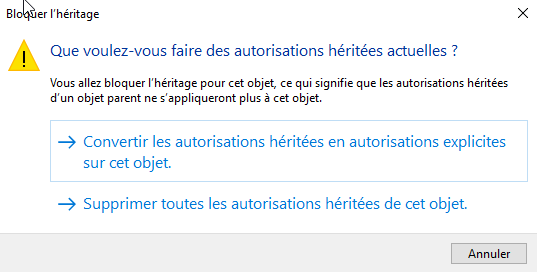 Bloquer l'héritage
Que voulez-vous faire des autorisations héritées actuelles ?
Vous allez bloquer l'héritage pour cet objet, ce qui signifie que les autorisations héritées
d'un objet parent ne s'appliqueront plus à cet objet.
Convertir les autorisations héritées en autorisations explicites
sur cet objet.
Supprimer toutes les autorisations héritées de cet objet.
Annuler